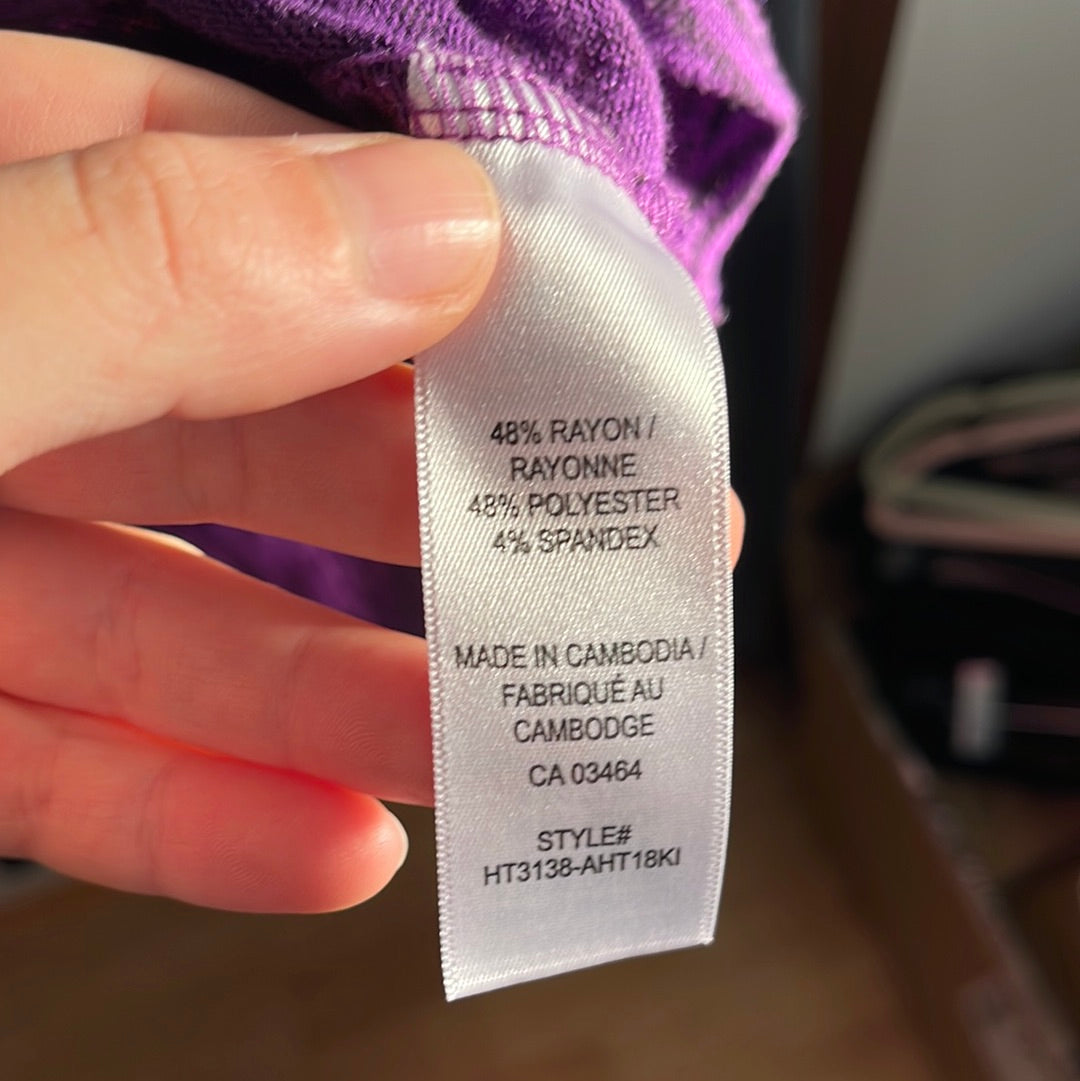 48% RAYON /
RAYONNE
48% POLYESTER
4% SPANDEX
MADE IN CAMBODIA /
FABRIQUÉ AU
CAMBODGE
CA 03464
STYLE#
HT3138-AHT18KI